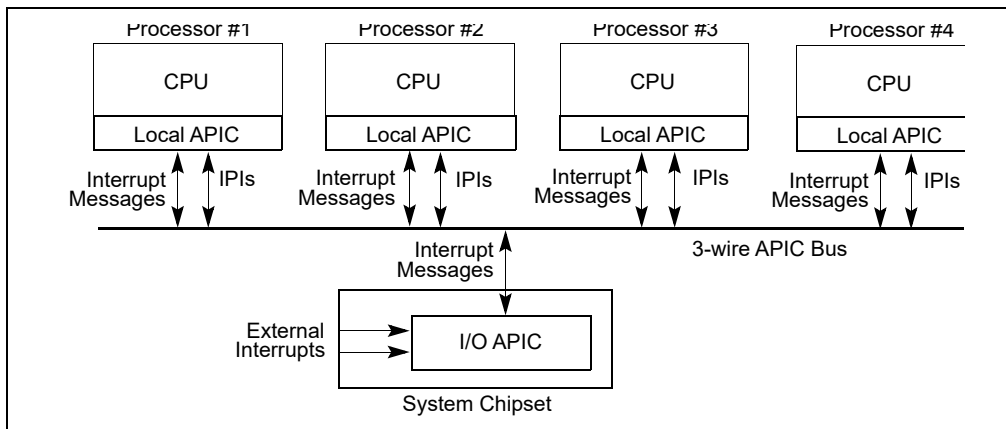 Processor #1
Processor #2
Processor #3
Processor #4
CPU
CPU
CPU
CPU
Local APIC
Local APIC
Local APIC
Local APIC
Interrupt
Messages
IPIs
Interrupt
Messages
IPIs
Interrupt
Messages
IPIs
Interrupt
Messages
IPIs
Interrupt
Messages
3-wire APIC Bus
External
Interrupts
I/O APIC
System Chipset